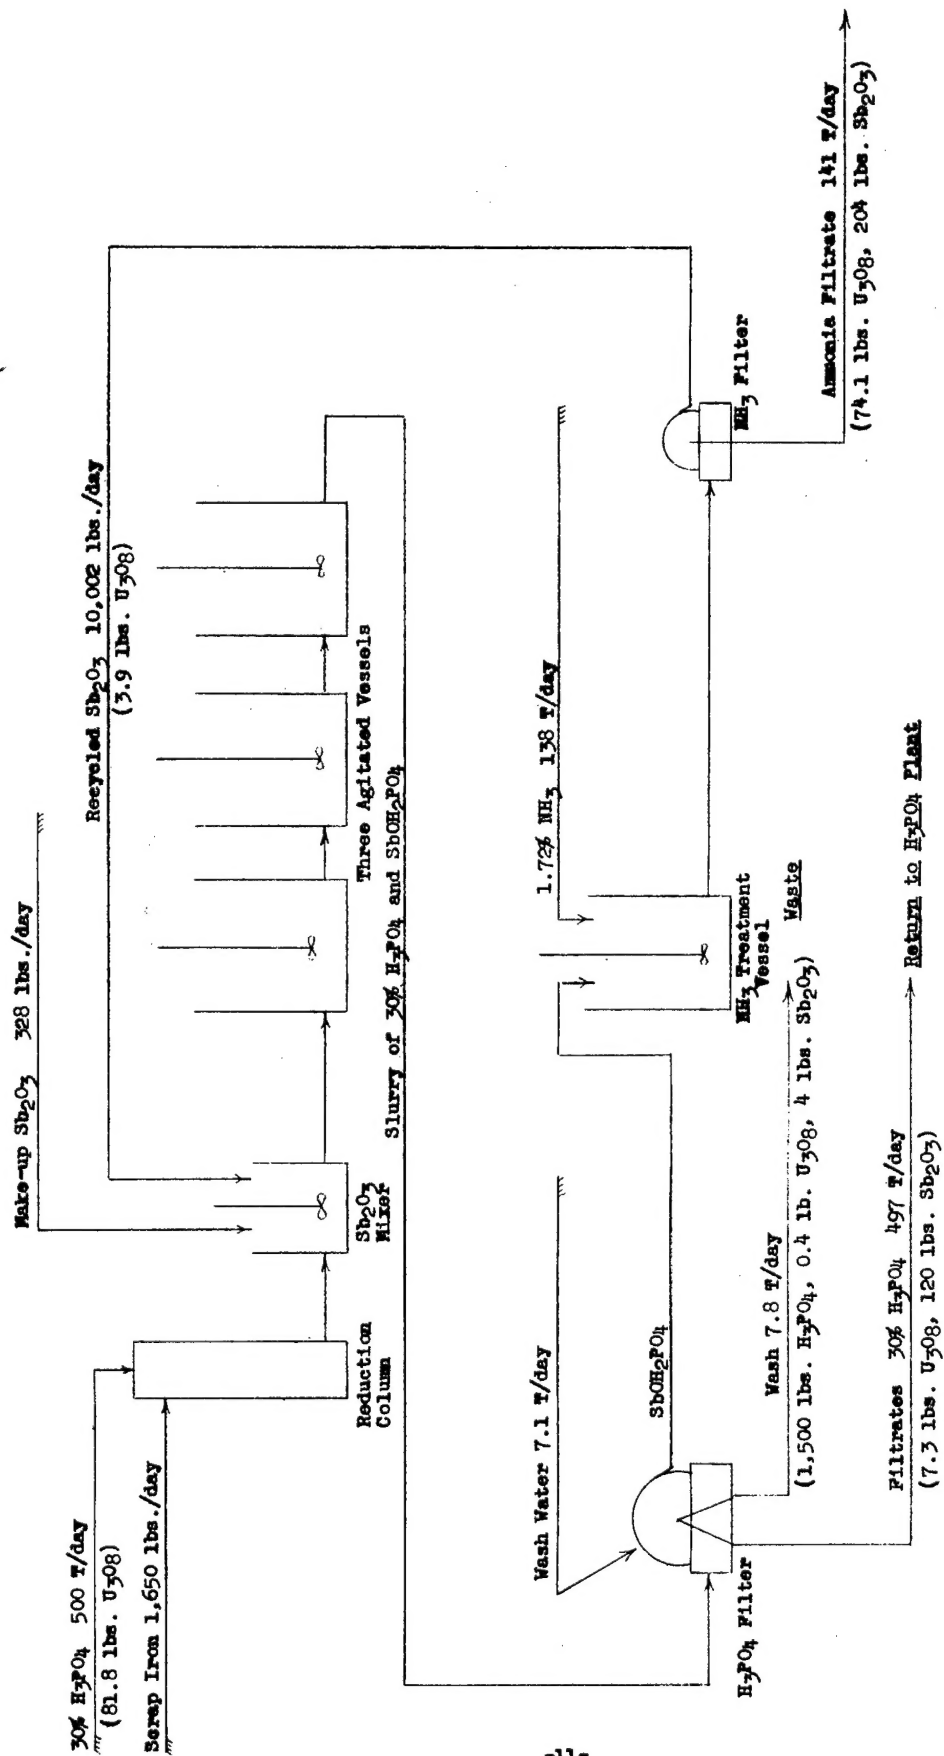 30% H3PO4 500 T/day
(81.8 lbs. U3O8)
Scrap Iron 1,650 lbs./day
Reduction
Column
Make-up Sb2O3 328 lbs./day
Sb2O3
Mixer
Recycled Sb2O3 10,002 lbs./day
(3.9 lbs. U3O8)
Three Agitated Vessels
Slurry of 30% H3PO4 and SbOH2PO4
Wash Water 7.1 T/day
H3PO4 Filter
SbOH2PO4
1.72% NH3 138 T/day
NH3 Treatment
Vessel
NH3 Filter
Wash 7.8 T/day
(1,500 lbs. H3PO4, 0.4 lb. U3O8, 4 lbs. Sb2O3)
Waste
Filtrates 30% H3PO4 497 T/day
(7.3 lbs. U3O8, 120 lbs. Sb2O3)
Return to H3PO4 Plant
Ammonia Filtrate 141 T/day
(74.1 lbs. U3O8, 204 lbs. Sb2O3)